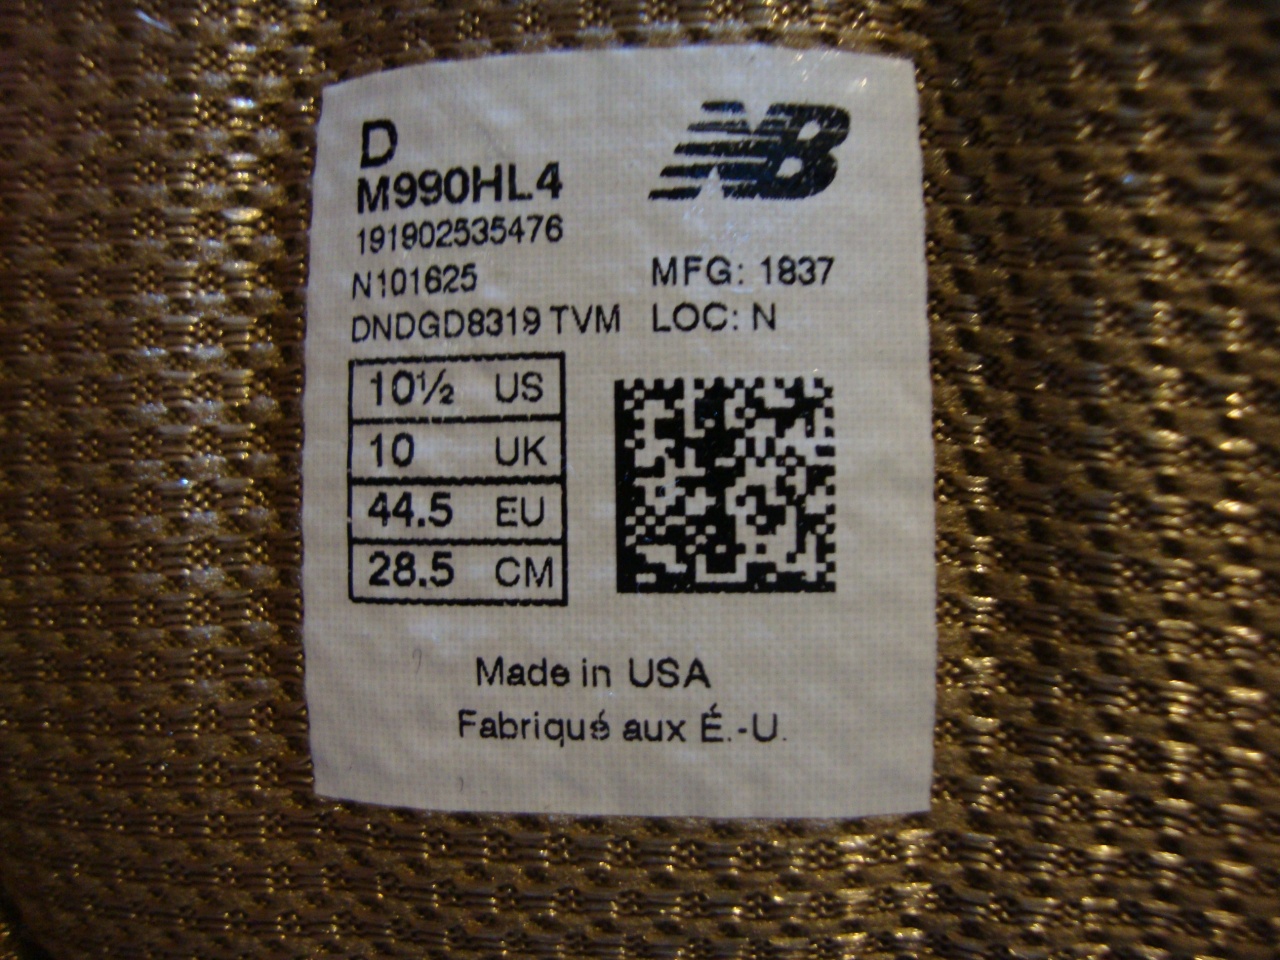 D
NB
M990HL4
191902535476
N101625
MFG: 1837
DNDGD8319 TVM
LOC: N
10½ US
10 UK
44.5 EU
28.5 CM
Made in USA
Fabriqué aux É.-U.